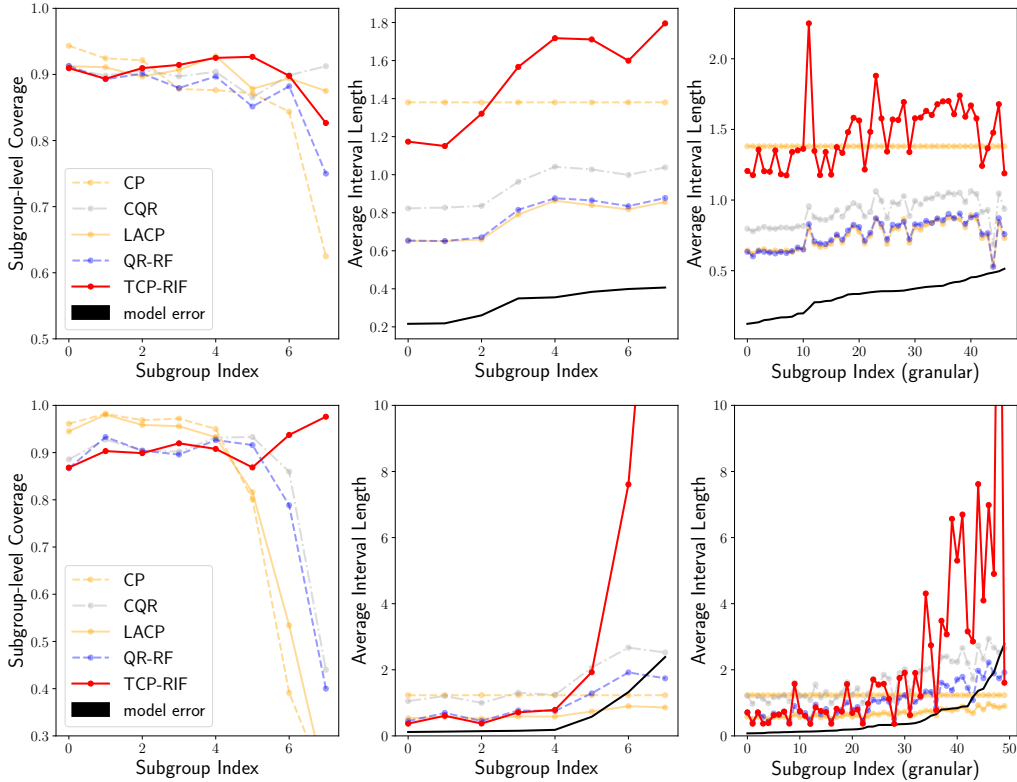 1.0
0.9
0.8
0.7
0.6
0.5
Subgroup-level Coverage
CP
CQR
LACP
QR-RF
TCP-RIF
model error
0 2 4 6
Subgroup Index
1.8
1.6
1.4
1.2
1.0
0.8
0.6
0.4
0.2
Average Interval Length
0 2 4 6
Subgroup Index
2.0
1.5
1.0
0.5
Average Interval Length
0 10 20 30 40
Subgroup Index (granular)
1.0
0.9
0.8
0.7
0.6
0.5
0.4
0.3
Subgroup-level Coverage
CP
CQR
LACP
QR-RF
TCP-RIF
model error
0 2 4 6
Subgroup Index
10
8
6
4
2
0
Average Interval Length
0 2 4 6
Subgroup Index
10
8
6
4
2
0
Average Interval Length
0 10 20 30 40 50
Subgroup Index (granular)